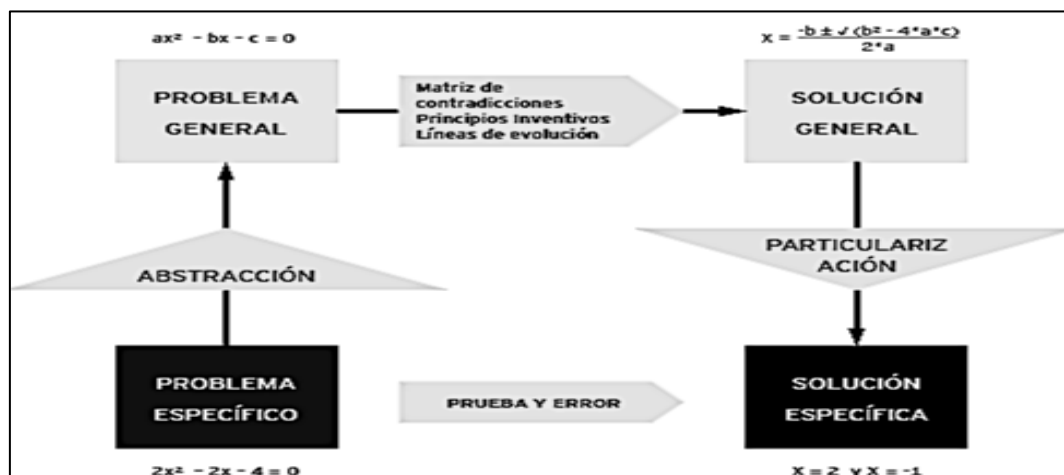 ax² - bx - c = 0
x = -b ± √ (b² - 4*a*c)
2*a
PROBLEMA
GENERAL
Matriz de
contradicciones
Principios Inventivos
Líneas de evolución
SOLUCIÓN
GENERAL
ABSTRACCIÓN
PARTICULARIZ
ACIÓN
PROBLEMA
ESPECÍFICO
PRUEBA Y ERROR
SOLUCIÓN
ESPECÍFICA
2x² - 2x - 4 = 0
X = 2 y X = -1